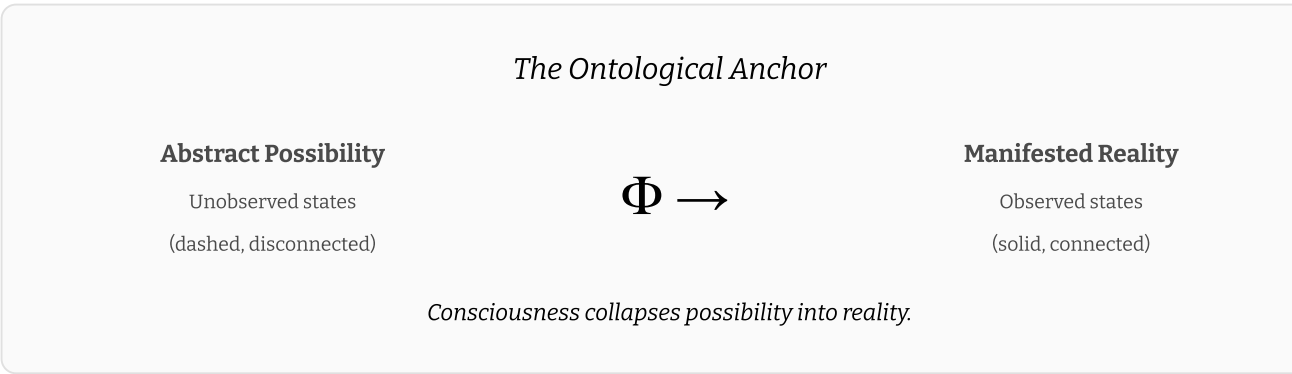 The Ontological Anchor
Abstract Possibility
Unobserved states
(dashed, disconnected)
Φ →
Manifested Reality
Observed states
(solid, connected)
Consciousness collapses possibility into reality.